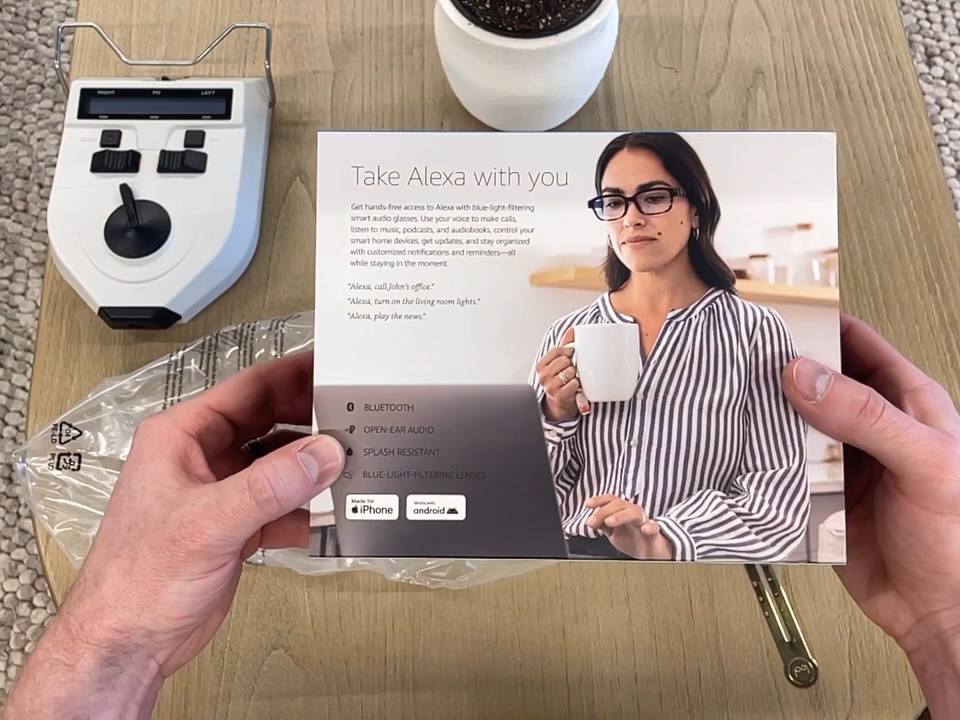 RIGHT PD LEFT
Take Alexa with you
Get hands-free access to Alexa with blue-light-filtering
smart audio glasses. Use your voice to make calls,
listen to music, podcasts, and audiobooks, control your
smart home devices, get updates, and stay organized
with customized notifications and reminders—all
while staying in the moment.
"Alexa, call John's office."
"Alexa, turn on the living room lights."
"Alexa, play the news."
BLUETOOTH
OPEN-EAR AUDIO
SPLASH RESISTANT
BLUE-LIGHT-FILTERING LENSES
Made for
iPhone
Works with
android